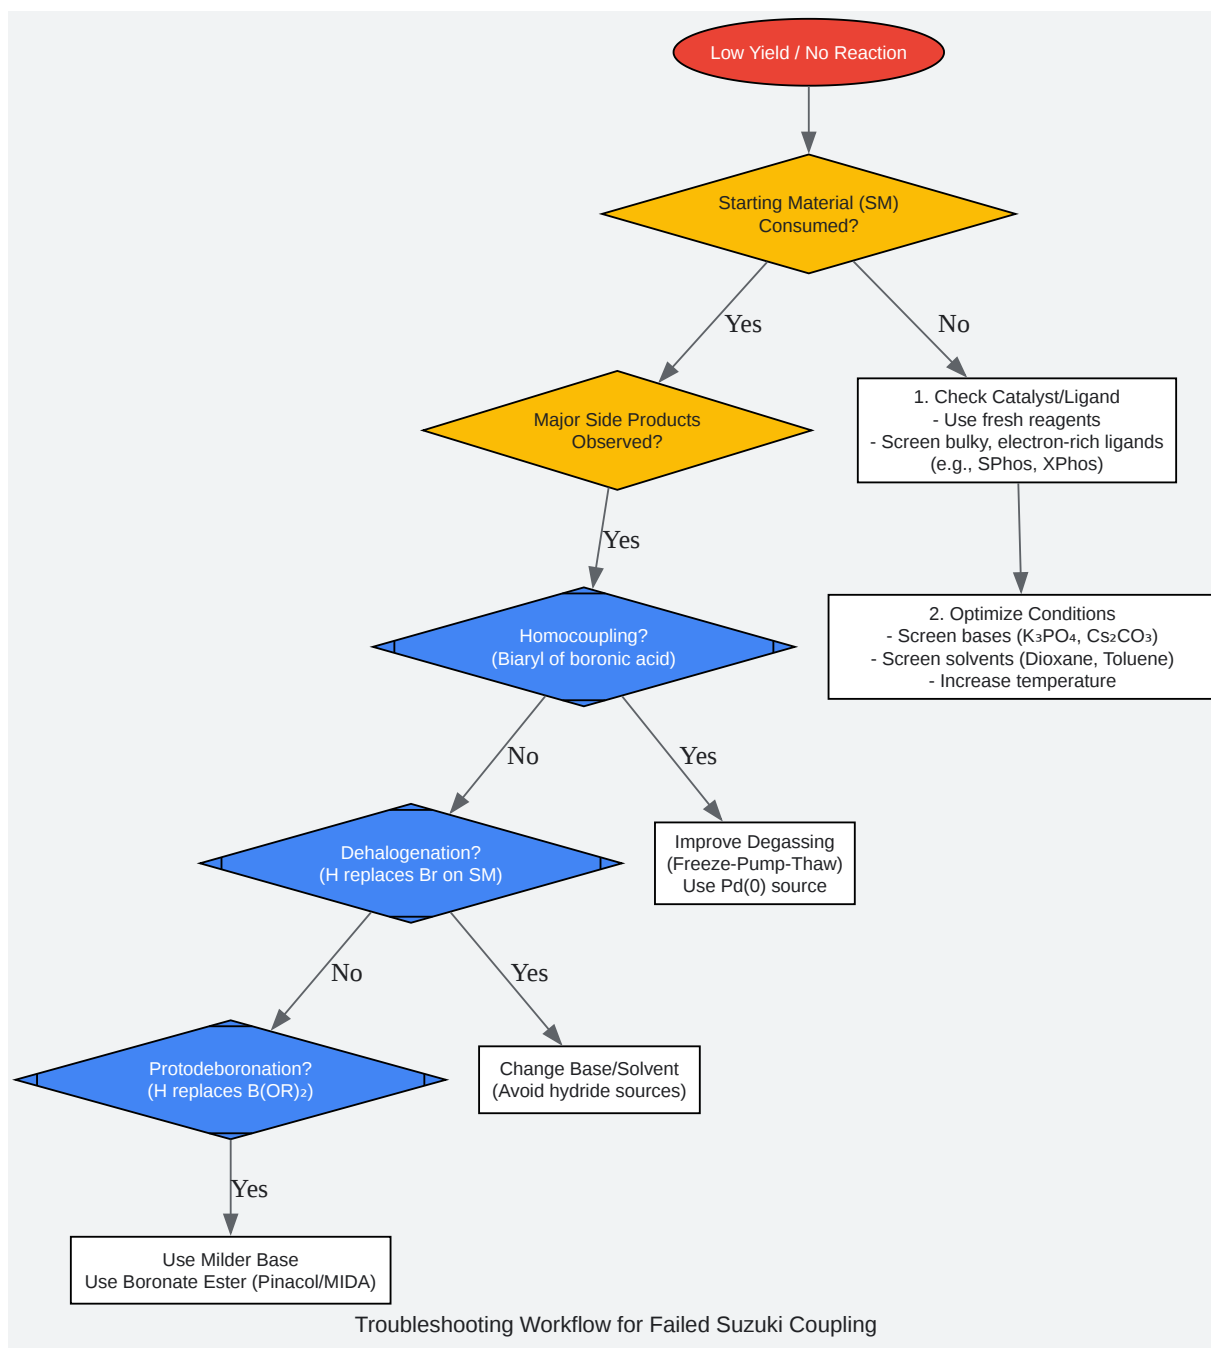 Low Yield / No Reaction
Starting Material (SM)
Consumed?
Yes
No
Major Side Products
Observed?
1. Check Catalyst/Ligand
- Use fresh reagents
- Screen bulky, electron-rich ligands
(e.g., SPhos, XPhos)
Yes
Homocoupling?
(Biaryl of boronic acid)
2. Optimize Conditions
- Screen bases (K₃PO₄, Cs₂CO₃)
- Screen solvents (Dioxane, Toluene)
- Increase temperature
No
Yes
Dehalogenation?
(H replaces Br on SM)
Improve Degassing
(Freeze-Pump-Thaw)
Use Pd(0) source
No
Yes
Protodeboronation?
(H replaces B(OR)₂)
Change Base/Solvent
(Avoid hydride sources)
Yes
Use Milder Base
Use Boronate Ester (Pinacol/MIDA)
Troubleshooting Workflow for Failed Suzuki Coupling